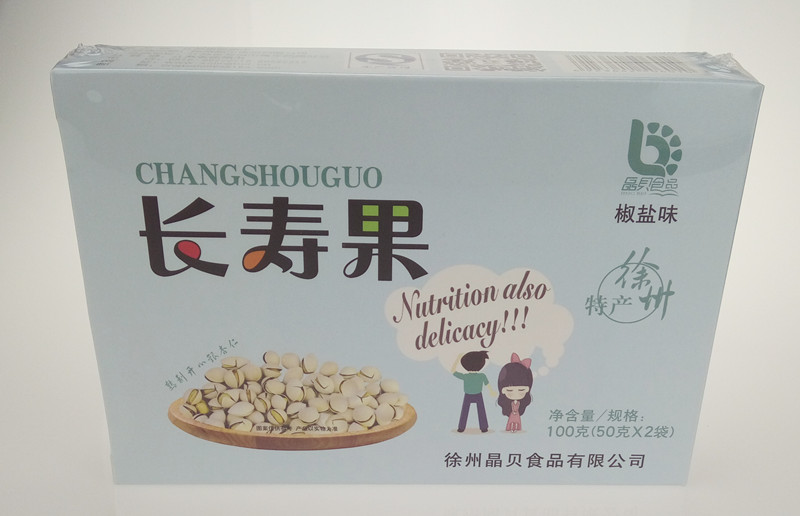 CHANGSHOUGUO
长寿果
晶贝食品
椒盐味
徐州
特产
Nutrition also
delicacy!!!
净含量/规格:
100克(50克X2袋)
徐州晶贝食品有限公司